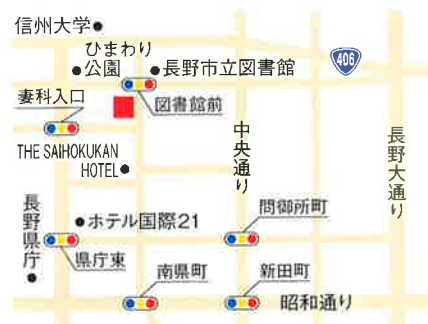 信州大学
ひまわり
公園
長野市立図書館
406
妻科入口
図書館前
THE SAIHOKUKAN
HOTEL
中央通り
長野大通り
長野県庁
ホテル国際21
問御所町
県庁東
南県町
新田町
昭和通り